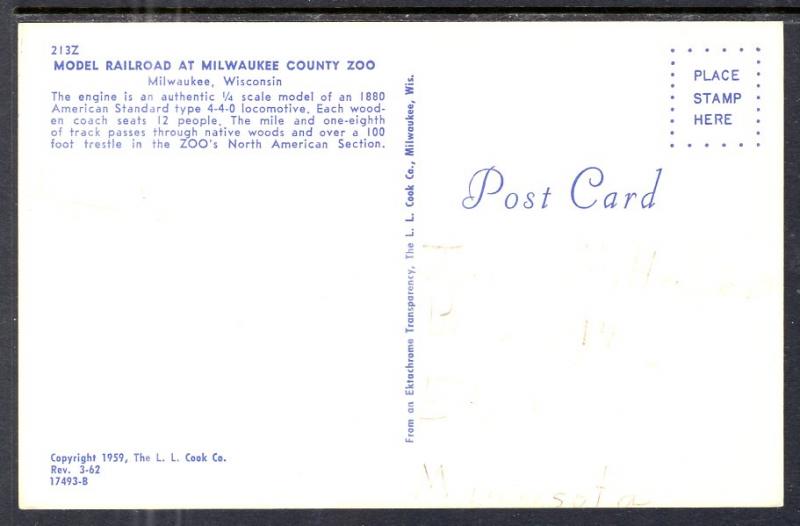 213Z
MODEL RAILROAD AT MILWAUKEE COUNTY ZOO
Milwaukee, Wisconsin
The engine is an authentic ¼ scale model of an 1880
American Standard type 4-4-0 locomotive. Each wood-
en coach seats 12 people. The mile and one-eighth
of track passes through native woods and over a 100
foot trestle in the ZOO's North American Section.
Copyright 1959, The L. L. Cook Co.
Rev. 3-62
17493-B
From an Ektachrome Transparency, The L. L. Cook Co., Milwaukee, Wis.
PLACE
STAMP
HERE
Post Card
14
Minnesota